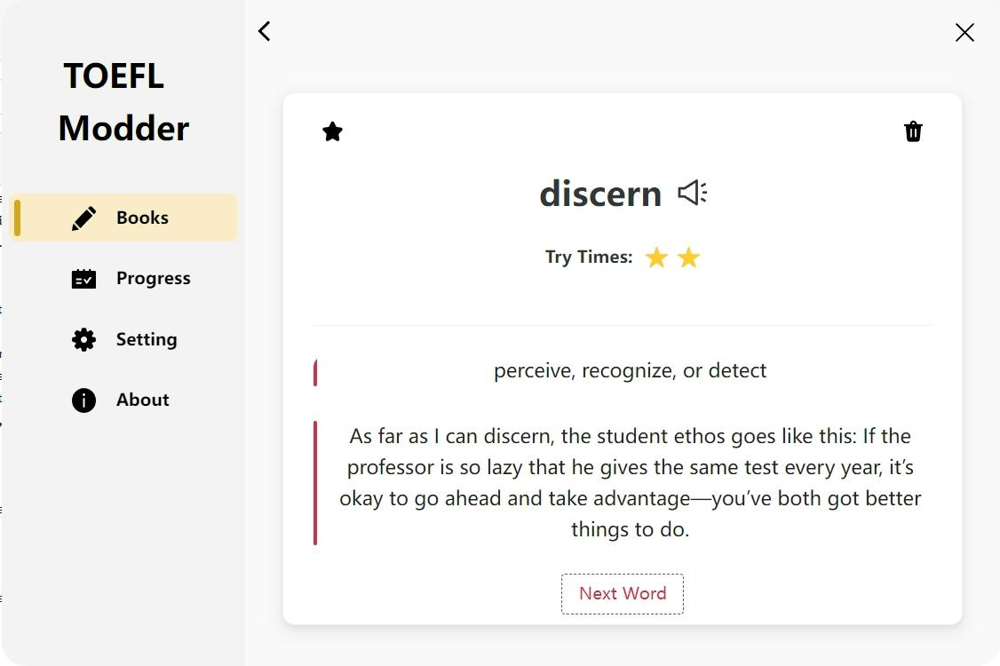 TOEFL
Modder
Books
Progress
Setting
About
discern
Try Times:
perceive, recognize, or detect
As far as I can discern, the student ethos goes like this: If the
professor is so lazy that he gives the same test every year, it’s
okay to go ahead and take advantage—you’ve both got better
things to do.
Next Word